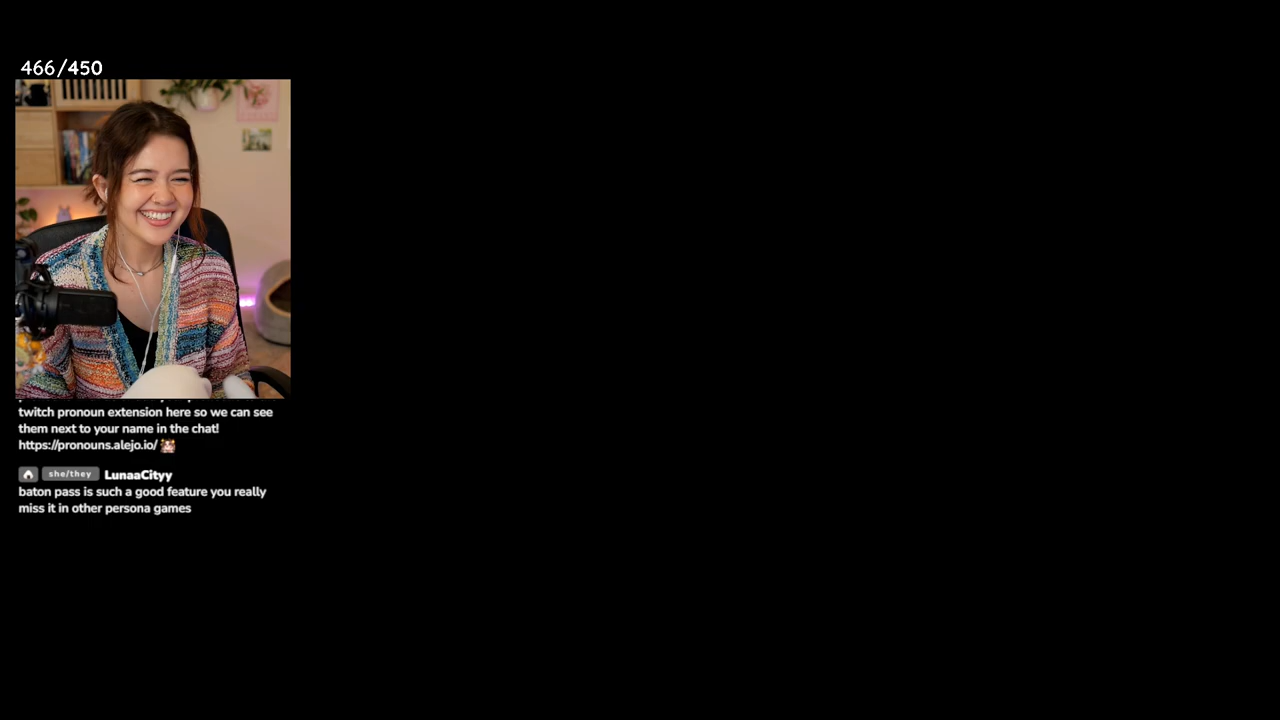 466/450
twitch pronoun extension here so we can see
them next to your name in the chat!
https://pronouns.alejo.io/
she/they LunaaCityy
baton pass is such a good feature you really
miss it in other persona games